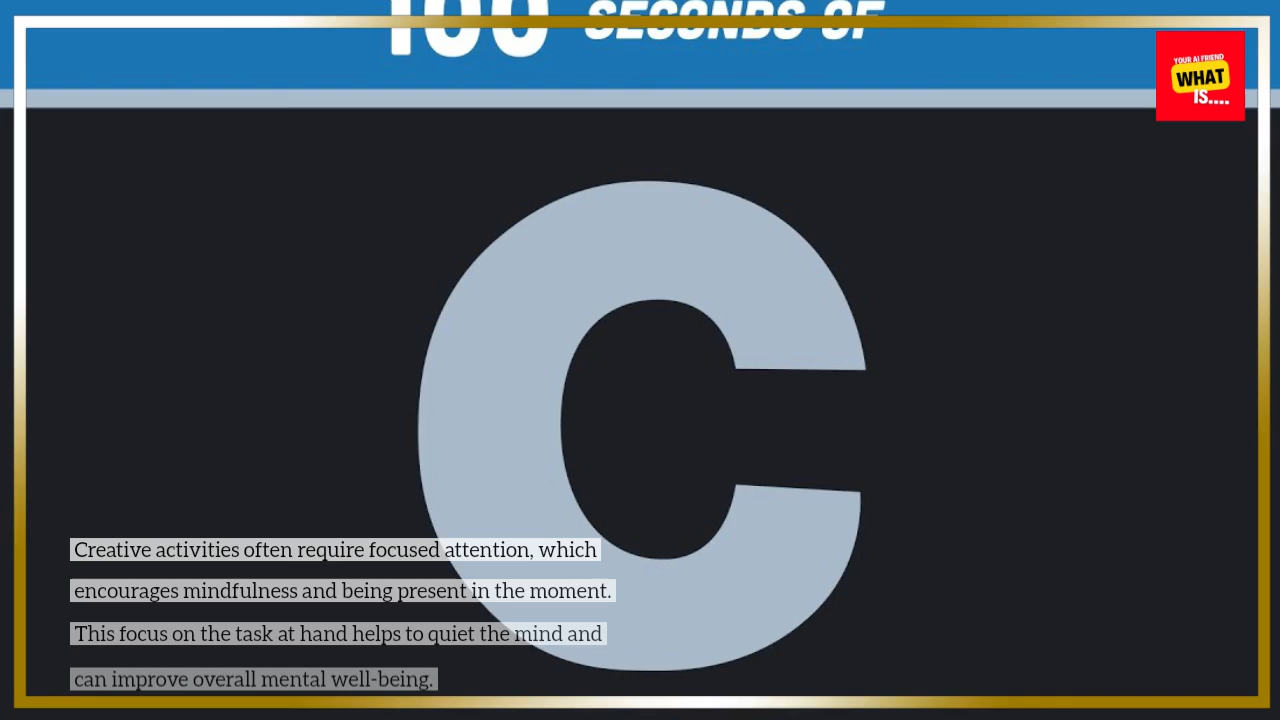 100 SECONDS OF
YOUR AI FRIEND
WHAT
IS....
C
Creative activities often require focused attention, which
encourages mindfulness and being present in the moment.
This focus on the task at hand helps to quiet the mind and
can improve overall mental well-being.